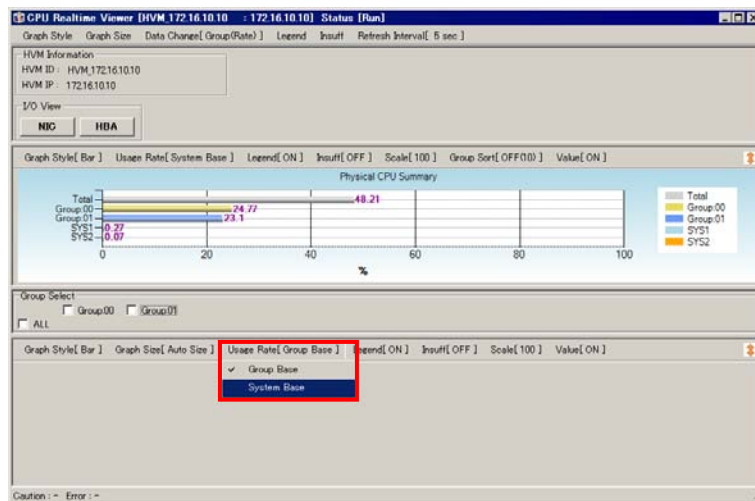 CPU Realtime Viewer [HVM_172.16.10.10 : 172.16.10.10] Status [Run]
Graph Style Graph Size Data Change[ Group(Rate) ] Legend Insuff Refresh Interval[ 5 sec ]
HVM Information
HVM ID : HVM_172.16.10.10
HVM IP : 172.16.10.10
I/O View
NIC HBA
Graph Style[ Bar ] Usage Rate[ System Base ] Legend[ ON ] Insuff[ OFF ] Scale[ 100 ] Group Sort[ OFF(10) ] Value[ ON ]
Physical CPU Summary
Total 48.21
Group:00 24.77
Group:01 23.1
SYS1 0.27
SYS2 0.07
0 20 40 60 80 100
%
Total
Group:00
Group:01
SYS1
SYS2
Group Select
Group:00 Group:01
ALL
Graph Style[ Bar ] Graph Size[ Auto Size ] Usage Rate[ Group Base ] Legend[ ON ] Insuff[ OFF ] Scale[ 100 ] Value[ ON ]
Group Base
System Base
Caution : - Error : -